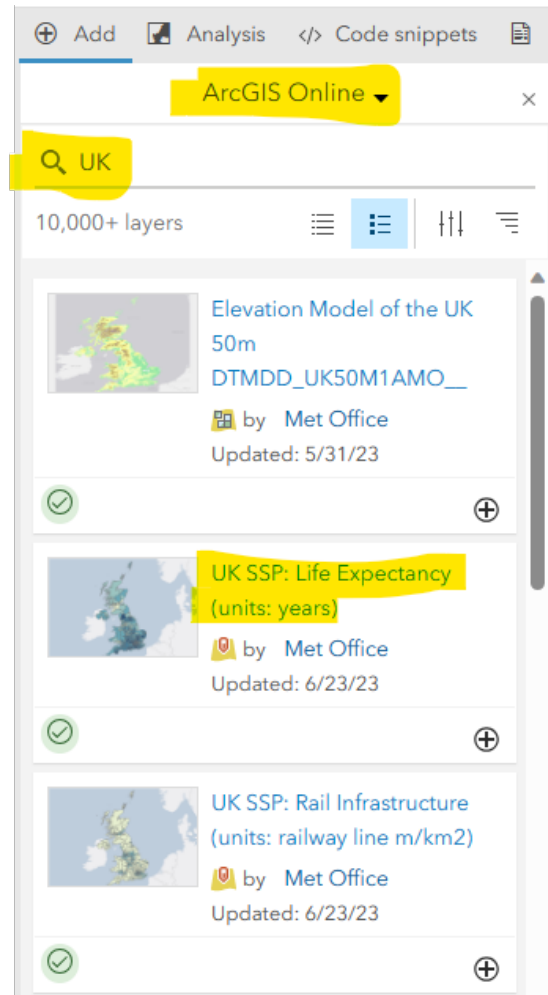 Add Analysis </> Code snippets
ArcGIS Online
UK
10,000+ layers
Elevation Model of the UK
50m
DTMDD_UK50M1AMO__
by Met Office
Updated: 5/31/23
UK SSP: Life Expectancy
(units: years)
by Met Office
Updated: 6/23/23
UK SSP: Rail Infrastructure
(units: railway line m/km2)
by Met Office
Updated: 6/23/23